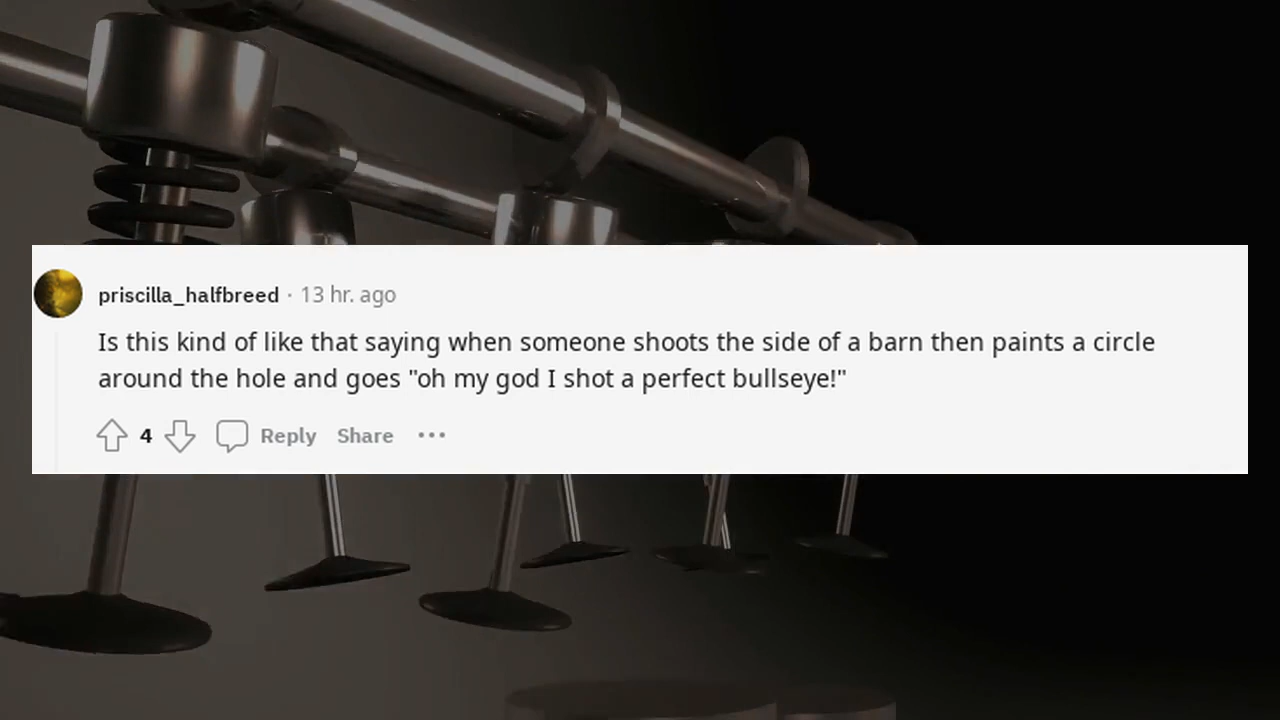 priscilla_halfbreed · 13 hr. ago
Is this kind of like that saying when someone shoots the side of a barn then paints a circle
around the hole and goes "oh my god I shot a perfect bullseye!"
4 Reply Share ···